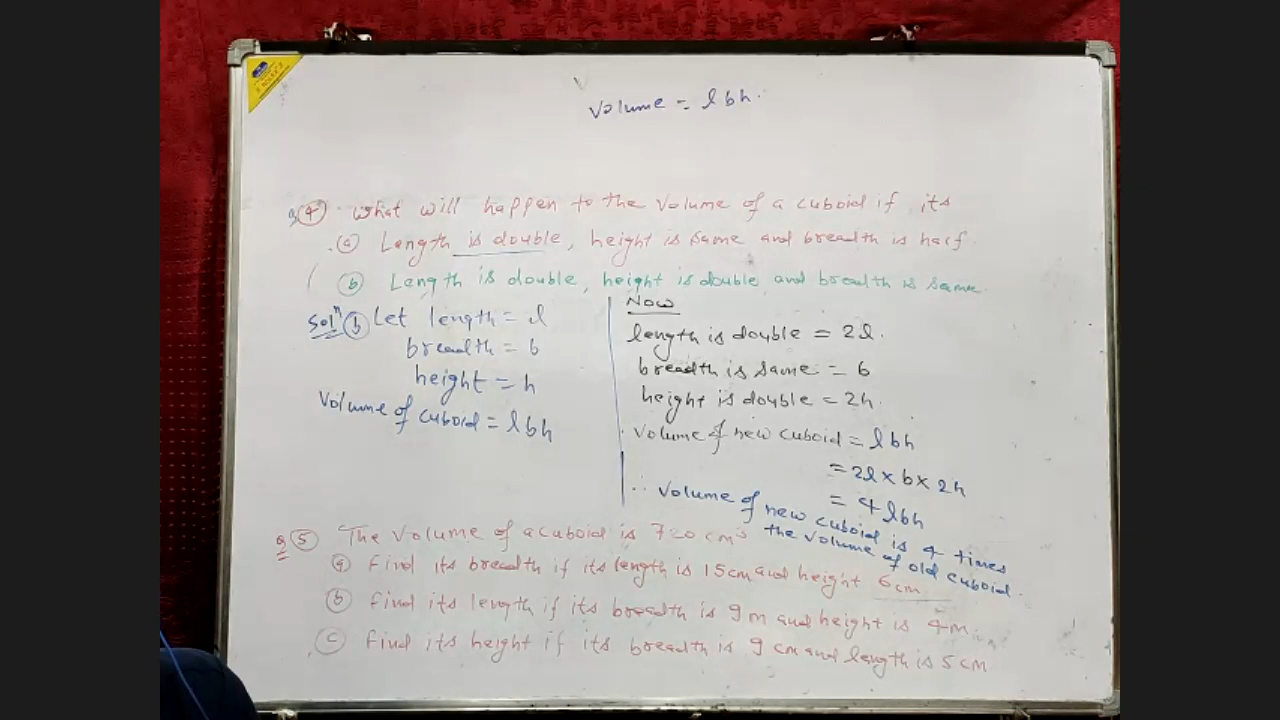 Volume = lbh.
Q4 What will happen to the volume of a cuboid if its
(a) Length is double, height is same and breadth is half.
(b) Length is double, height is double and breadth is same.
Solⁿ (b) Let length = l
breadth = b
height = h
Volume of cuboid = lbh
Now
length is double = 2l.
breadth is same = b
height is double = 2h.
volume of new cuboid = lbh
= 2l × b × 2h
= 4lbh
∴ volume of new cuboid is 4 times
the volume of old cuboid.
Q5 The volume of a cuboid is 720 cm³
(a) Find its breadth if its length is 15cm and height 6cm
(b) find its length if its breadth is 9m and height is 4m.
(c) Find its height if its breadth is 9 cm and length is 5cm